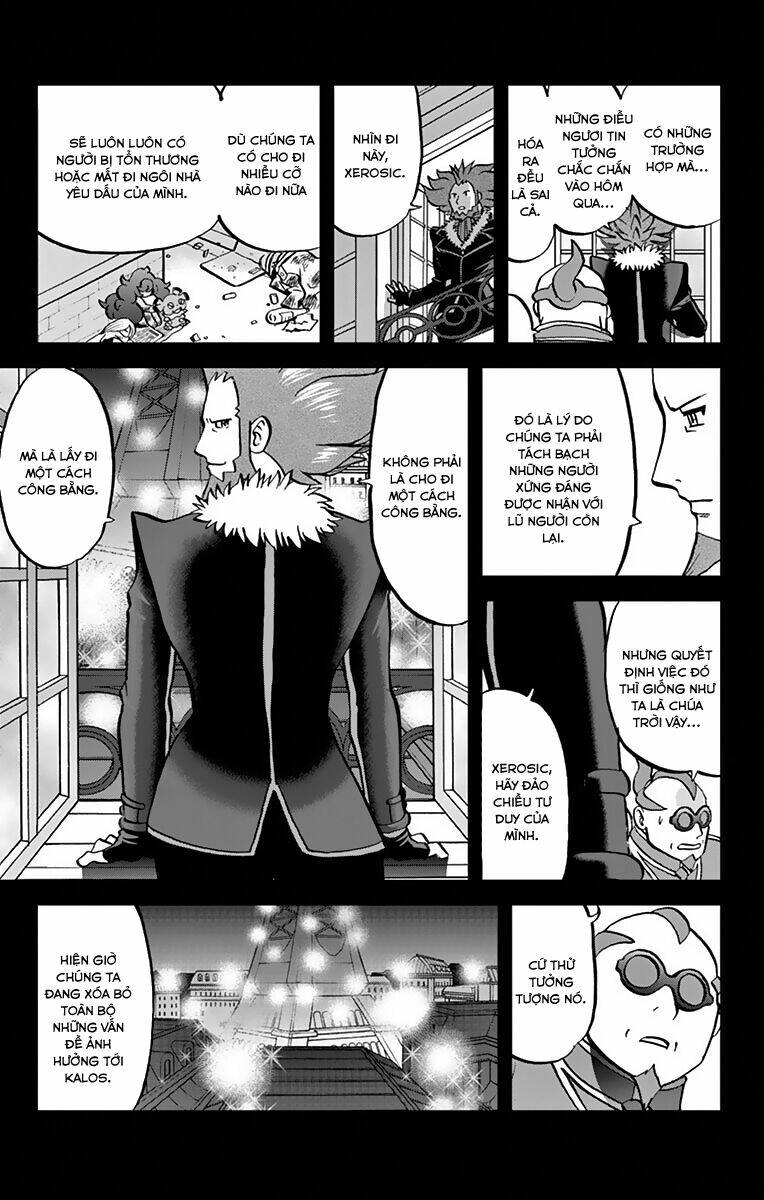 CÓ NHỮNG
TRƯỜNG
HỢP MÀ...
NHỮNG ĐIỀU
NGƯƠI TIN
TƯỞNG
CHẮC CHẮN
VÀO HÔM
QUA...
HÓA
RA ĐỀU
LÀ SAI
CẢ.
NHÌN ĐI
NÀY,
XEROSIC.
DÙ CHÚNG TA
CÓ CHO ĐI
NHIỀU CỠ
NÀO ĐI NỮA
SẼ LUÔN LUÔN CÓ
NGƯỜI BỊ TỔN THƯƠNG
HOẶC MẤT ĐI NGÔI NHÀ
YÊU DẤU CỦA MÌNH.
ĐÓ LÀ LÝ DO
CHÚNG TA PHẢI
TÁCH BẠCH
NHỮNG NGƯỜI
XỨNG ĐÁNG
ĐƯỢC NHẬN VỚI
LŨ NGƯỜI CÒN
LẠI.
KHÔNG PHẢI
LÀ CHO ĐI
MỘT CÁCH
CÔNG BẰNG.
MÀ LÀ LẤY ĐI
MỘT CÁCH
CÔNG BẰNG.
NHƯNG QUYẾT
ĐỊNH VIỆC ĐÓ
THÌ GIỐNG NHƯ
TA LÀ CHÚA
TRỜI VẬY...
XEROSIC,
HÃY ĐẢO
CHIỀU TƯ
DUY CỦA
MÌNH.
CỨ THỬ
TƯỞNG
TƯỢNG NÓ.
HIỆN GIỜ
CHÚNG TA
ĐANG XÓA BỎ
TOÀN BỘ
NHỮNG VẤN
ĐỀ ẢNH
HƯỞNG TỚI
KALOS.